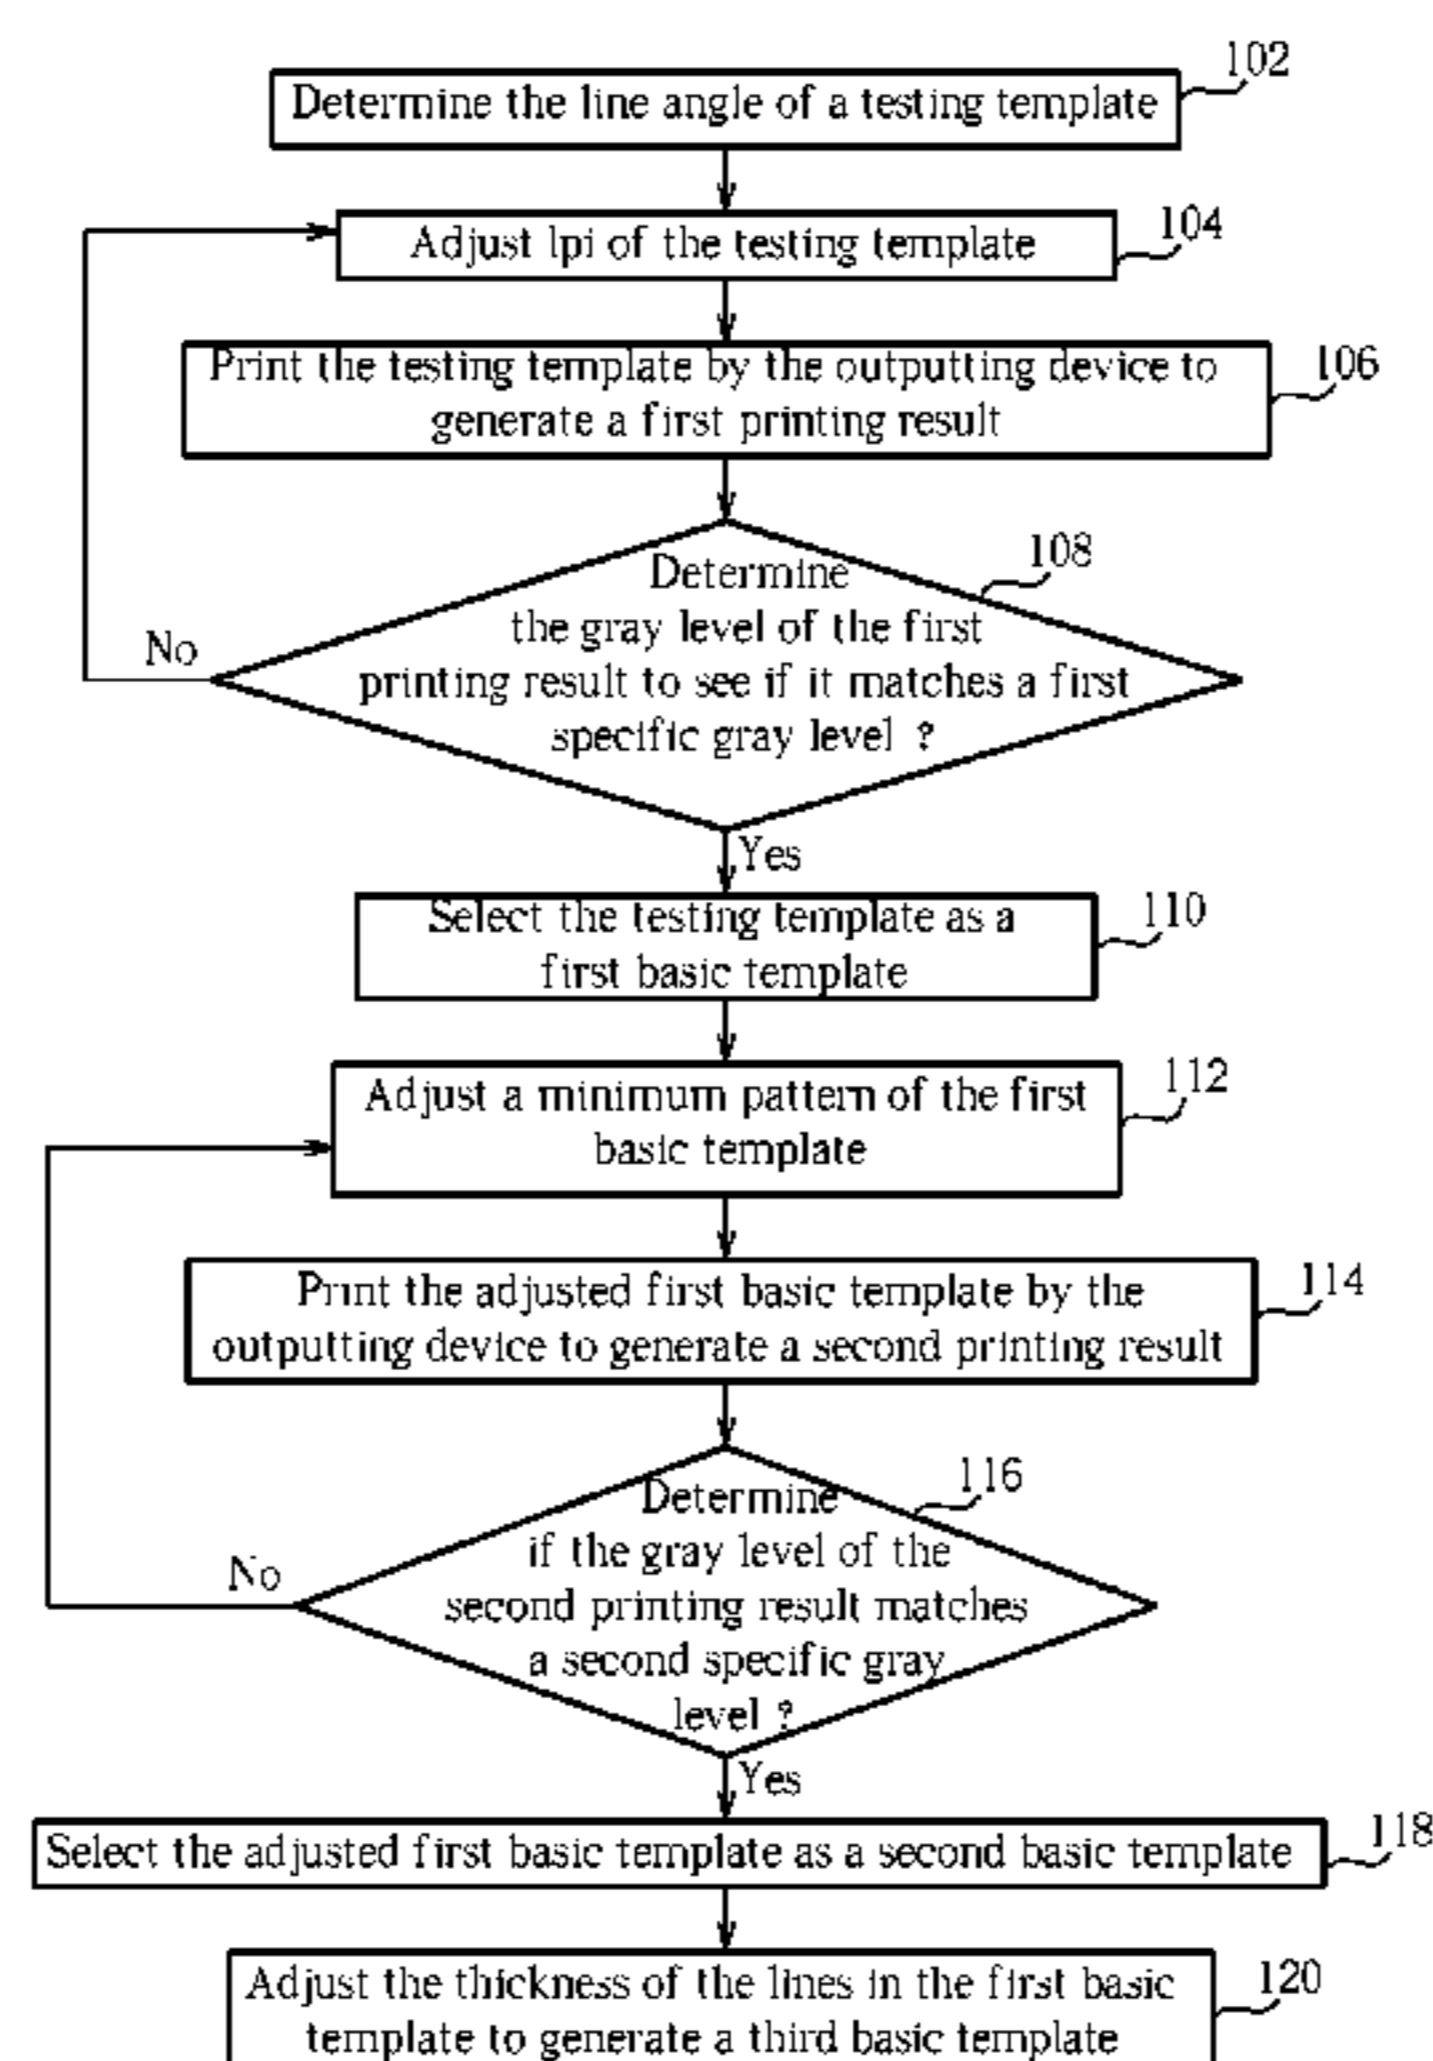 102
Determine the line angle of a testing template
104
Adjust lpi of the testing template
106
Print the testing template by the outputting device to
generate a first printing result
108
Determine
the gray level of the first
printing result to see if it matches a first
specific gray level ?
No
Yes
110
Select the testing template as a
first basic template
112
Adjust a minimum pattern of the first
basic template
114
Print the adjusted first basic template by the
outputting device to generate a second printing result
116
Determine
if the gray level of the
second printing result matches
a second specific gray
level ?
No
Yes
118
Select the adjusted first basic template as a second basic template
120
Adjust the thickness of the lines in the first basic
template to generate a third basic template